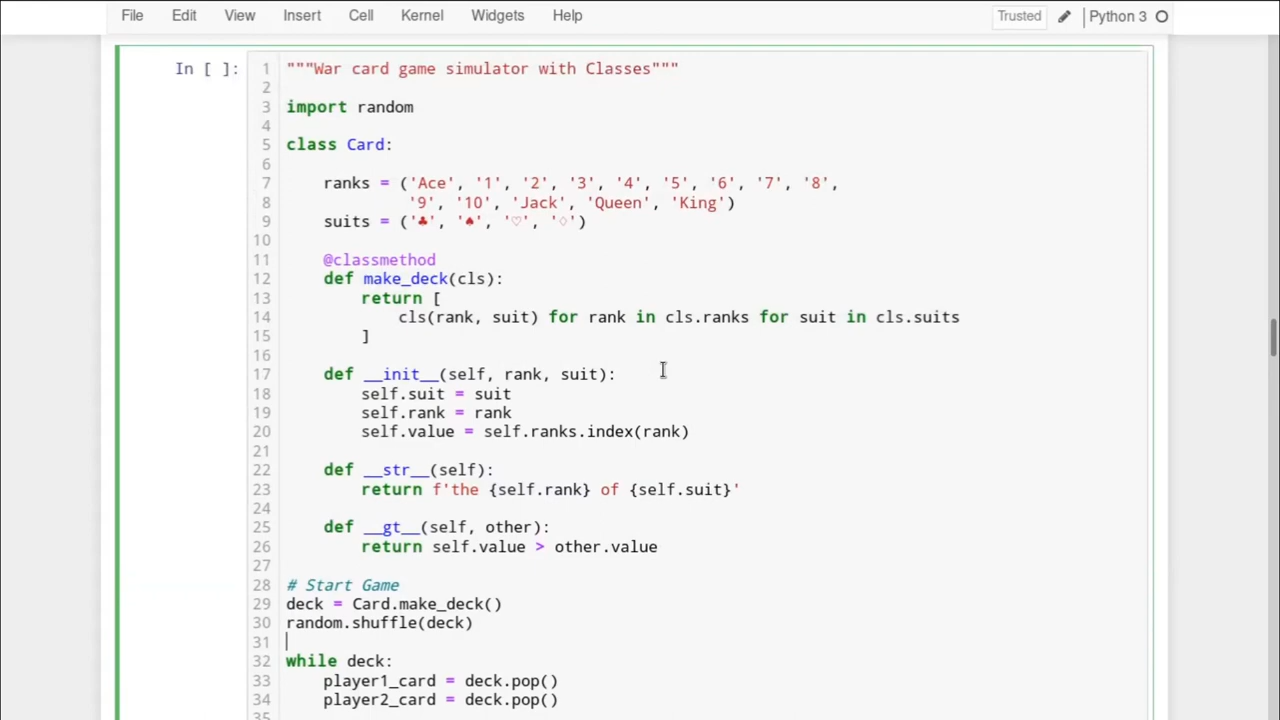 File Edit View Insert Cell Kernel Widgets Help Trusted Python 3
In [ ]:
1 """War card game simulator with Classes"""
2
3 import random
4
5 class Card:
6
7     ranks = ('Ace', '1', '2', '3', '4', '5', '6', '7', '8',
8              '9', '10', 'Jack', 'Queen', 'King')
9     suits = ('♣', '♠', '♡', '♢')
10
11     @classmethod
12     def make_deck(cls):
13         return [
14             cls(rank, suit) for rank in cls.ranks for suit in cls.suits
15         ]
16
17     def __init__(self, rank, suit):
18         self.suit = suit
19         self.rank = rank
20         self.value = self.ranks.index(rank)
21
22     def __str__(self):
23         return f'the {self.rank} of {self.suit}'
24
25     def __gt__(self, other):
26         return self.value > other.value
27
28 # Start Game
29 deck = Card.make_deck()
30 random.shuffle(deck)
31
32 while deck:
33     player1_card = deck.pop()
34     player2_card = deck.pop()
35